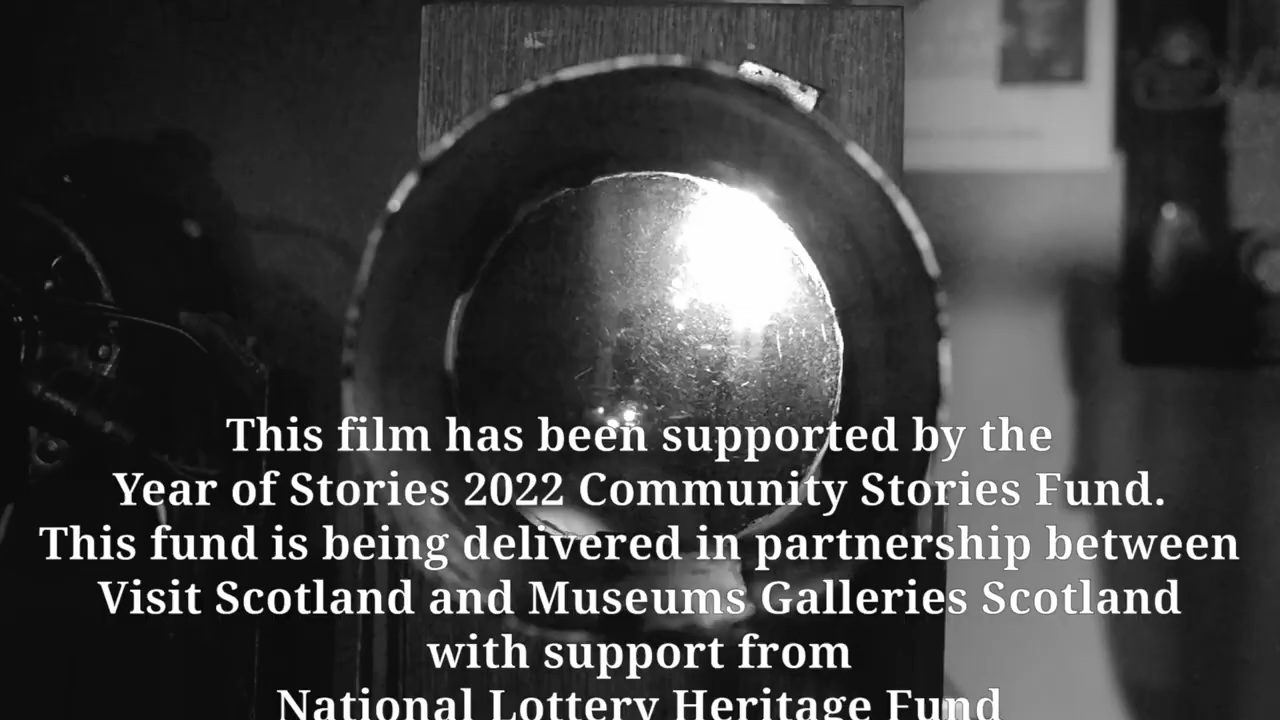 This film has been supported by the
Year of Stories 2022 Community Stories Fund.
This fund is being delivered in partnership between
Visit Scotland and Museums Galleries Scotland
with support from
National Lottery Heritage Fund